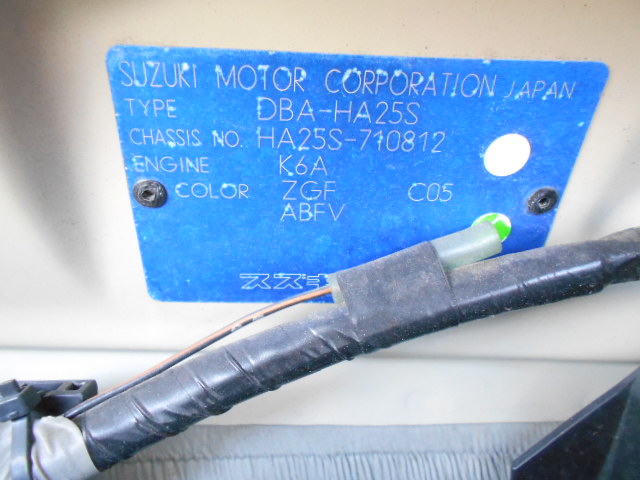 SUZUKI MOTOR CORPORATION JAPAN
TYPE DBA-HA25S
CHASSIS NO. HA25S-710812
ENGINE K6A
COLOR ZGF C05
ABFV